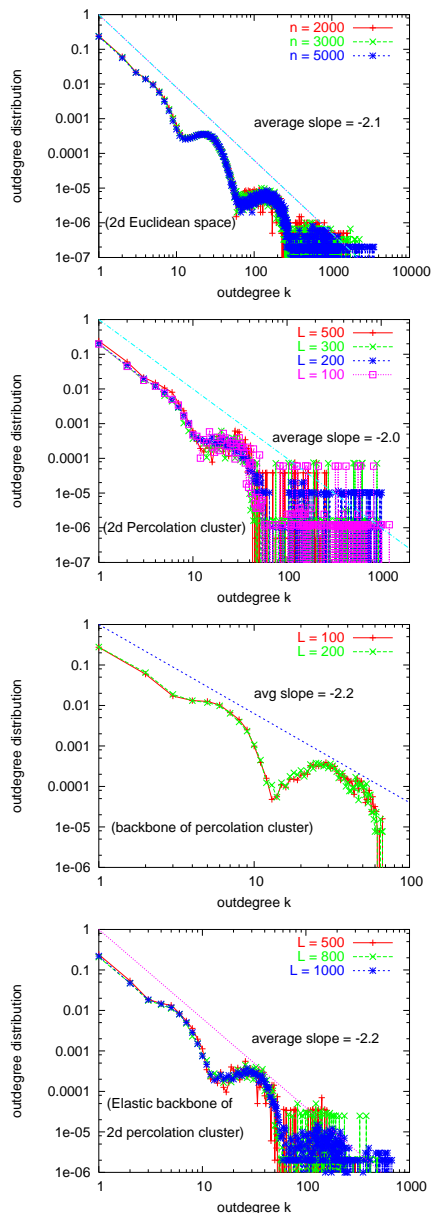 outdegree distribution
1
0.1
0.01
0.001
0.0001
1e-05
1e-06
1e-07
n = 2000
n = 3000
n = 5000
average slope = -2.1
(2d Euclidean space)
1 10 100 1000 10000
outdegree k
outdegree distribution
1
0.1
0.01
0.001
0.0001
1e-05
1e-06
1e-07
L = 500
L = 300
L = 200
L = 100
average slope = -2.0
(2d Percolation cluster)
1 10 100 1000
outdegree k
outdegree distribution
1
0.1
0.01
0.001
0.0001
1e-05
1e-06
L = 100
L = 200
avg slope = -2.2
(backbone of percolation cluster)
1 10 100
outdegree k
outdegree distribution
1
0.1
0.01
0.001
0.0001
1e-05
1e-06
L = 500
L = 800
L = 1000
average slope = -2.2
(Elastic backbone of
2d percolation cluster)
1 10 100 1000
outdegree k